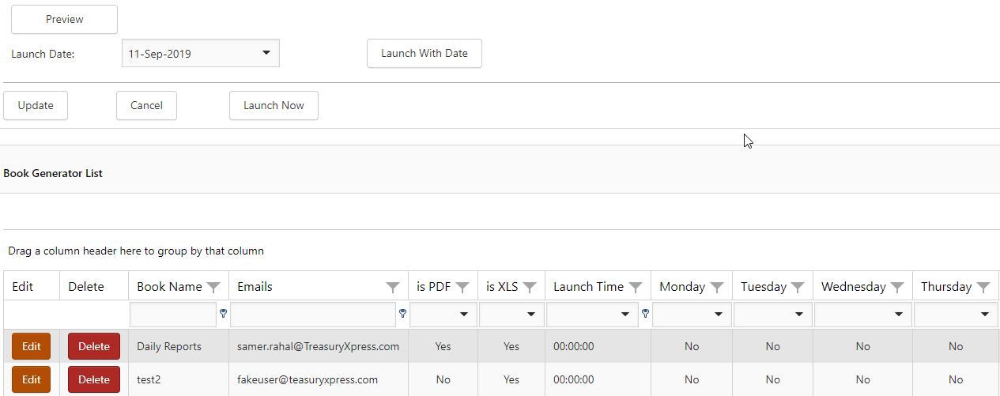 Preview
Launch Date: 11-Sep-2019 Launch With Date
Update Cancel Launch Now
Book Generator List
Drag a column header here to group by that column
Edit Delete Book Name Emails is PDF is XLS Launch Time Monday Tuesday Wednesday Thursday
Edit Delete Daily Reports samer.rahal@TreasuryXpress.com Yes Yes 00:00:00 No No No No
Edit Delete test2 fakeuser@teasuryxpress.com No Yes 00:00:00 No No No No